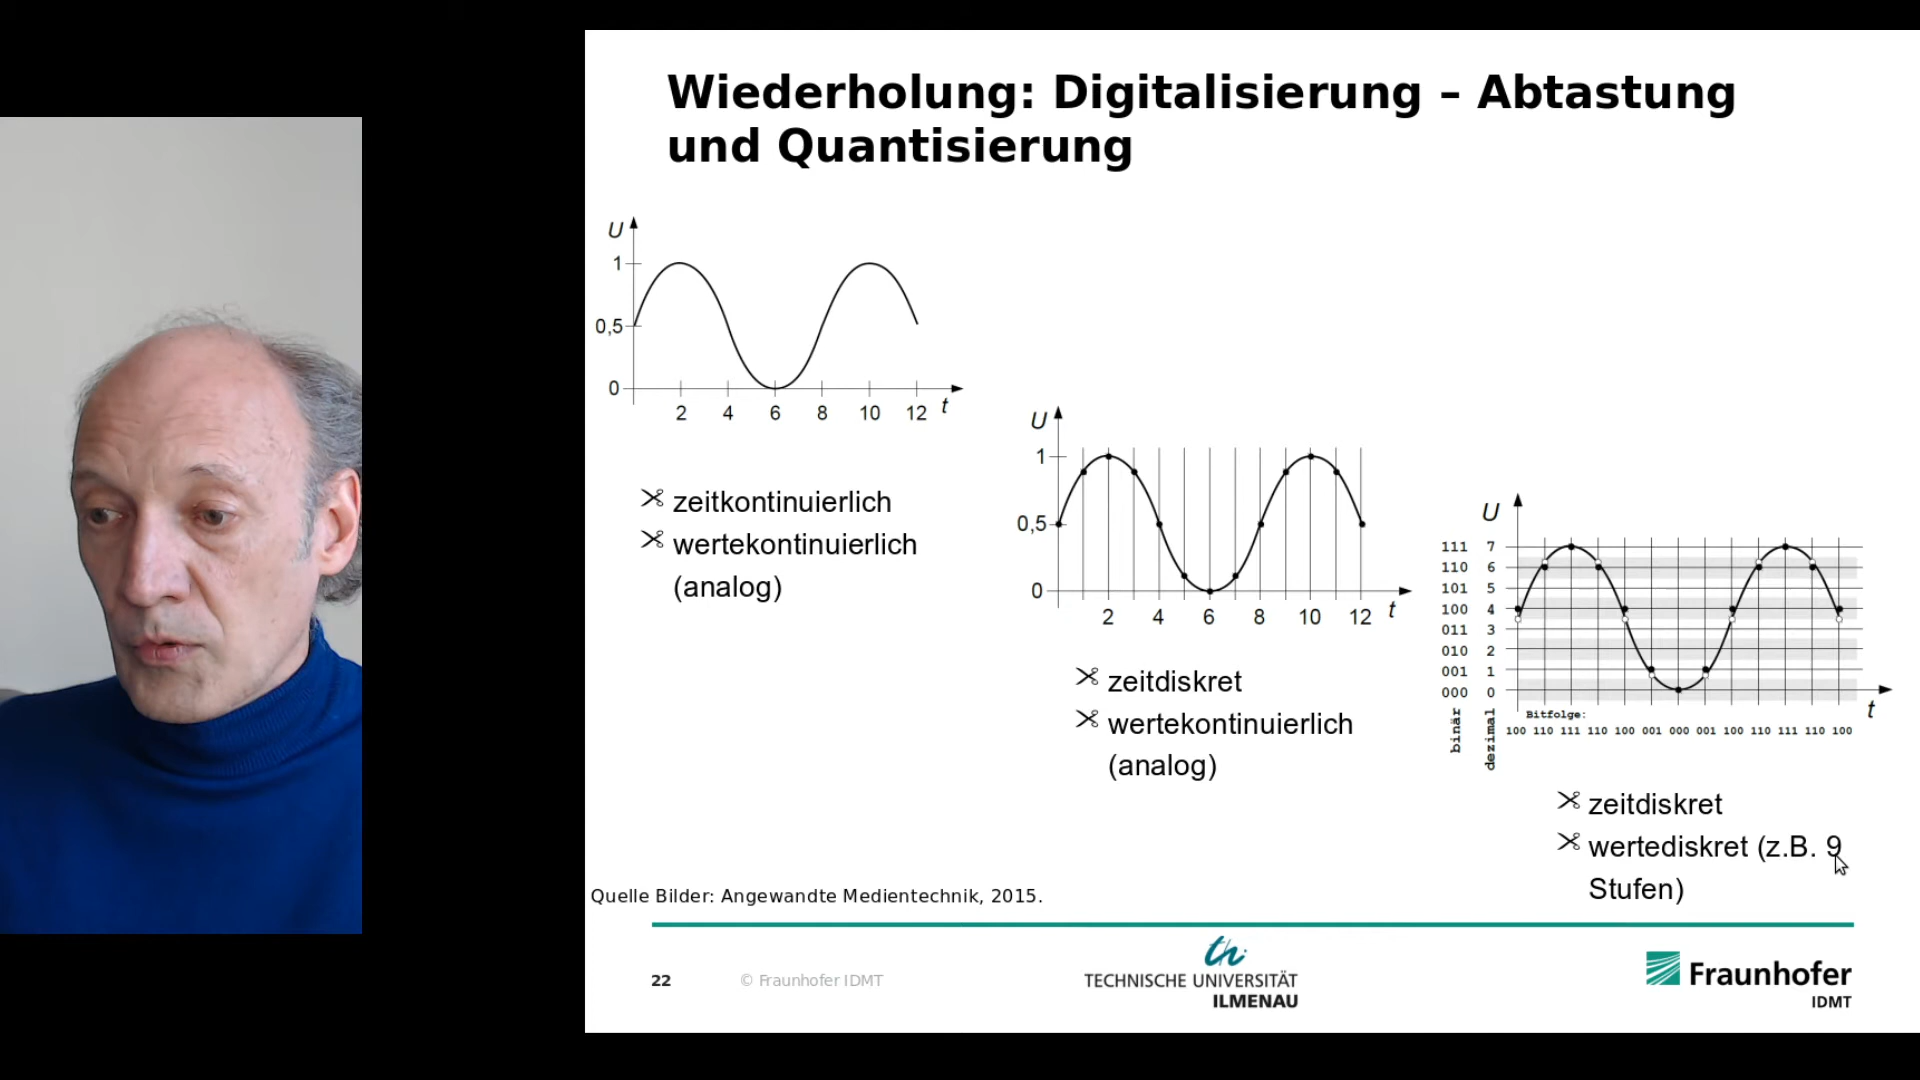 Wiederholung: Digitalisierung – Abtastung
und Quantisierung
U
1
0,5
0
2 4 6 8 10 12 t
zeitkontinuierlich
wertekontinuierlich
(analog)
U
1
0,5
0
2 4 6 8 10 12 t
zeitdiskret
wertekontinuierlich
(analog)
U
111 7
110 6
101 5
100 4
011 3
010 2
001 1
000 0
t
binär
dezimal
Bitfolge:
100 110 111 110 100 001 000 001 100 110 111 110 100
zeitdiskret
wertediskret (z.B. 9
Stufen)
Quelle Bilder: Angewandte Medientechnik, 2015.
22
© Fraunhofer IDMT
th
TECHNISCHE UNIVERSITÄT
ILMENAU
Fraunhofer
IDMT